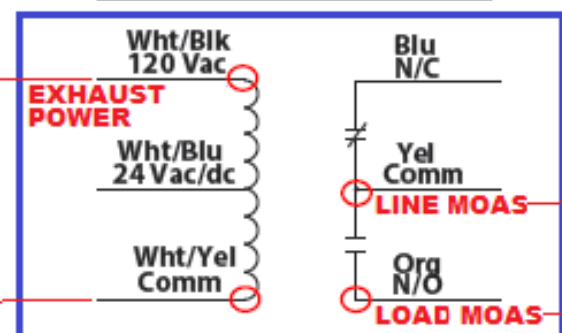 Wht/Blk
120 Vac
EXHAUST
POWER
Wht/Blu
24 Vac/dc
Wht/Yel
Comm
Blu
N/C
Yel
Comm
LINE MOAS
Org
N/O
LOAD MOAS